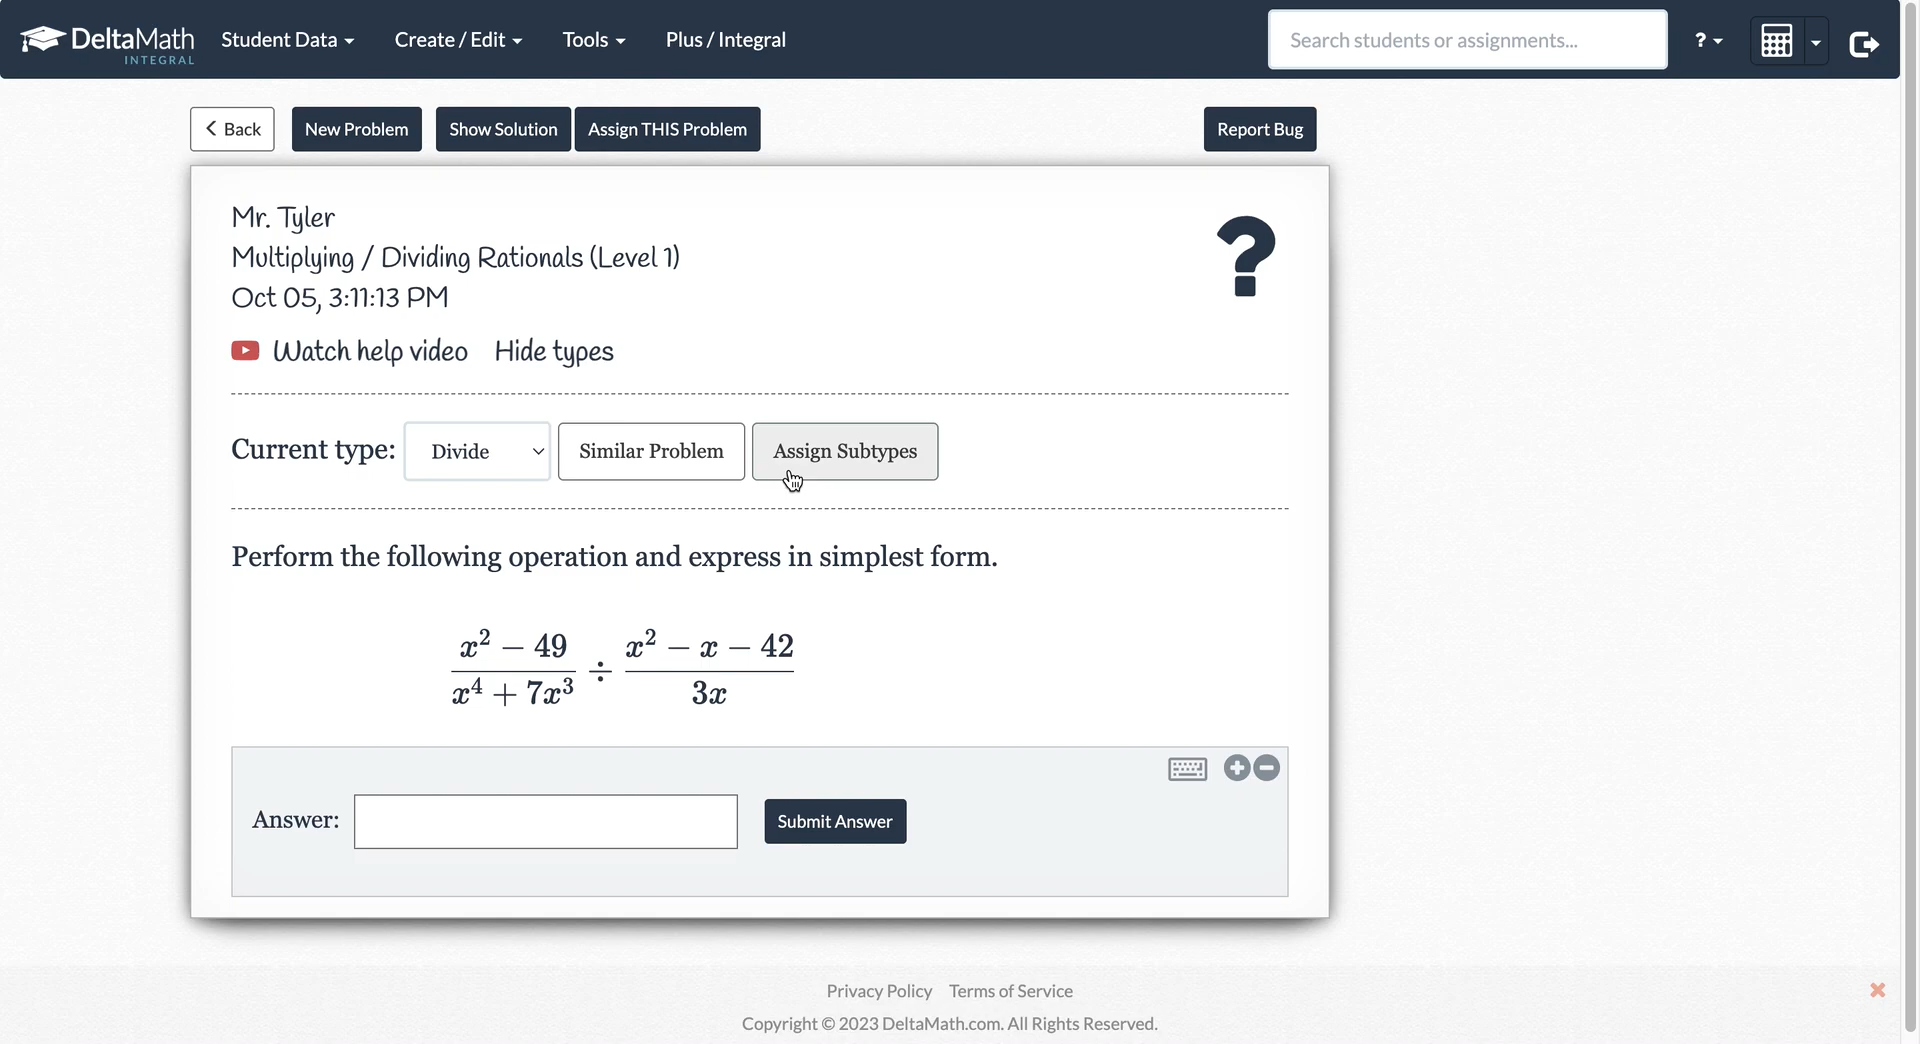 DeltaMath Student Data Create / Edit Tools Plus / Integral Search students or assignments... ?
INTEGRAL
Back New Problem Show Solution Assign THIS Problem Report Bug
Mr. Tyler
Multiplying / Dividing Rationals (Level 1)
Oct 05, 3:11:13 PM
?
Watch help video Hide types
Current type: Divide Similar Problem Assign Subtypes
Perform the following operation and express in simplest form.
x² − 49 / x⁴ + 7x³ ÷ x² − x − 42 / 3x
Answer: Submit Answer
Privacy Policy Terms of Service
Copyright © 2023 DeltaMath.com. All Rights Reserved.